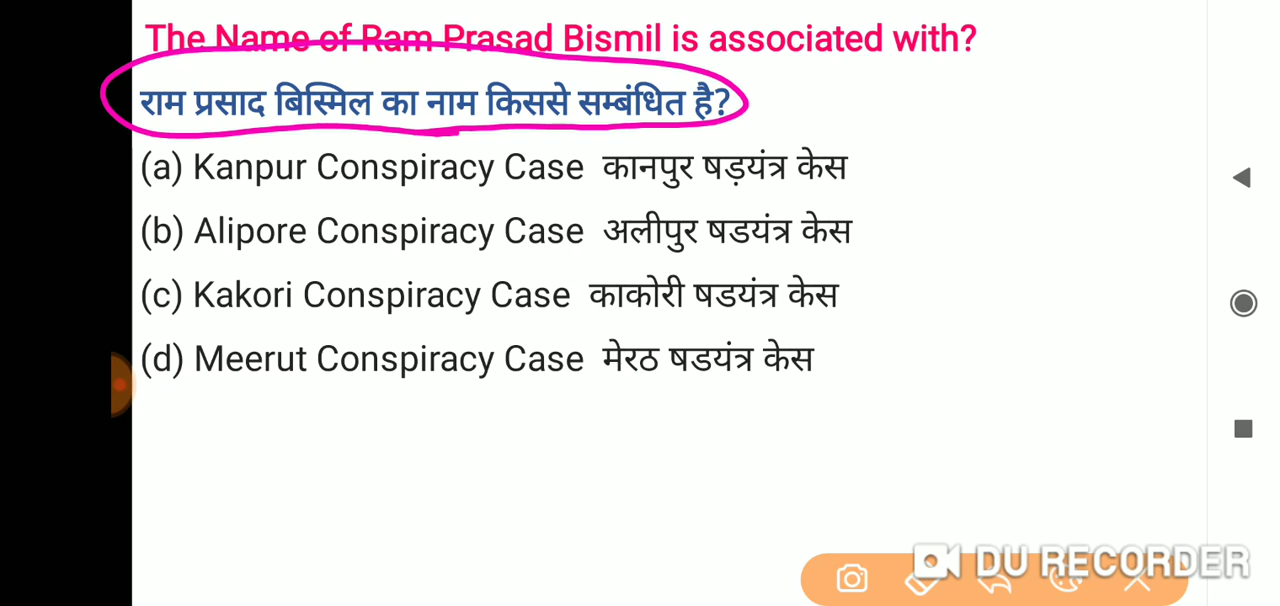 The Name of Ram Prasad Bismil is associated with?
राम प्रसाद बिस्मिल का नाम किससे सम्बंधित है?
(a) Kanpur Conspiracy Case कानपुर षड़यंत्र केस
(b) Alipore Conspiracy Case अलीपुर षडयंत्र केस
(c) Kakori Conspiracy Case काकोरी षडयंत्र केस
(d) Meerut Conspiracy Case मेरठ षडयंत्र केस
DU RECORDER